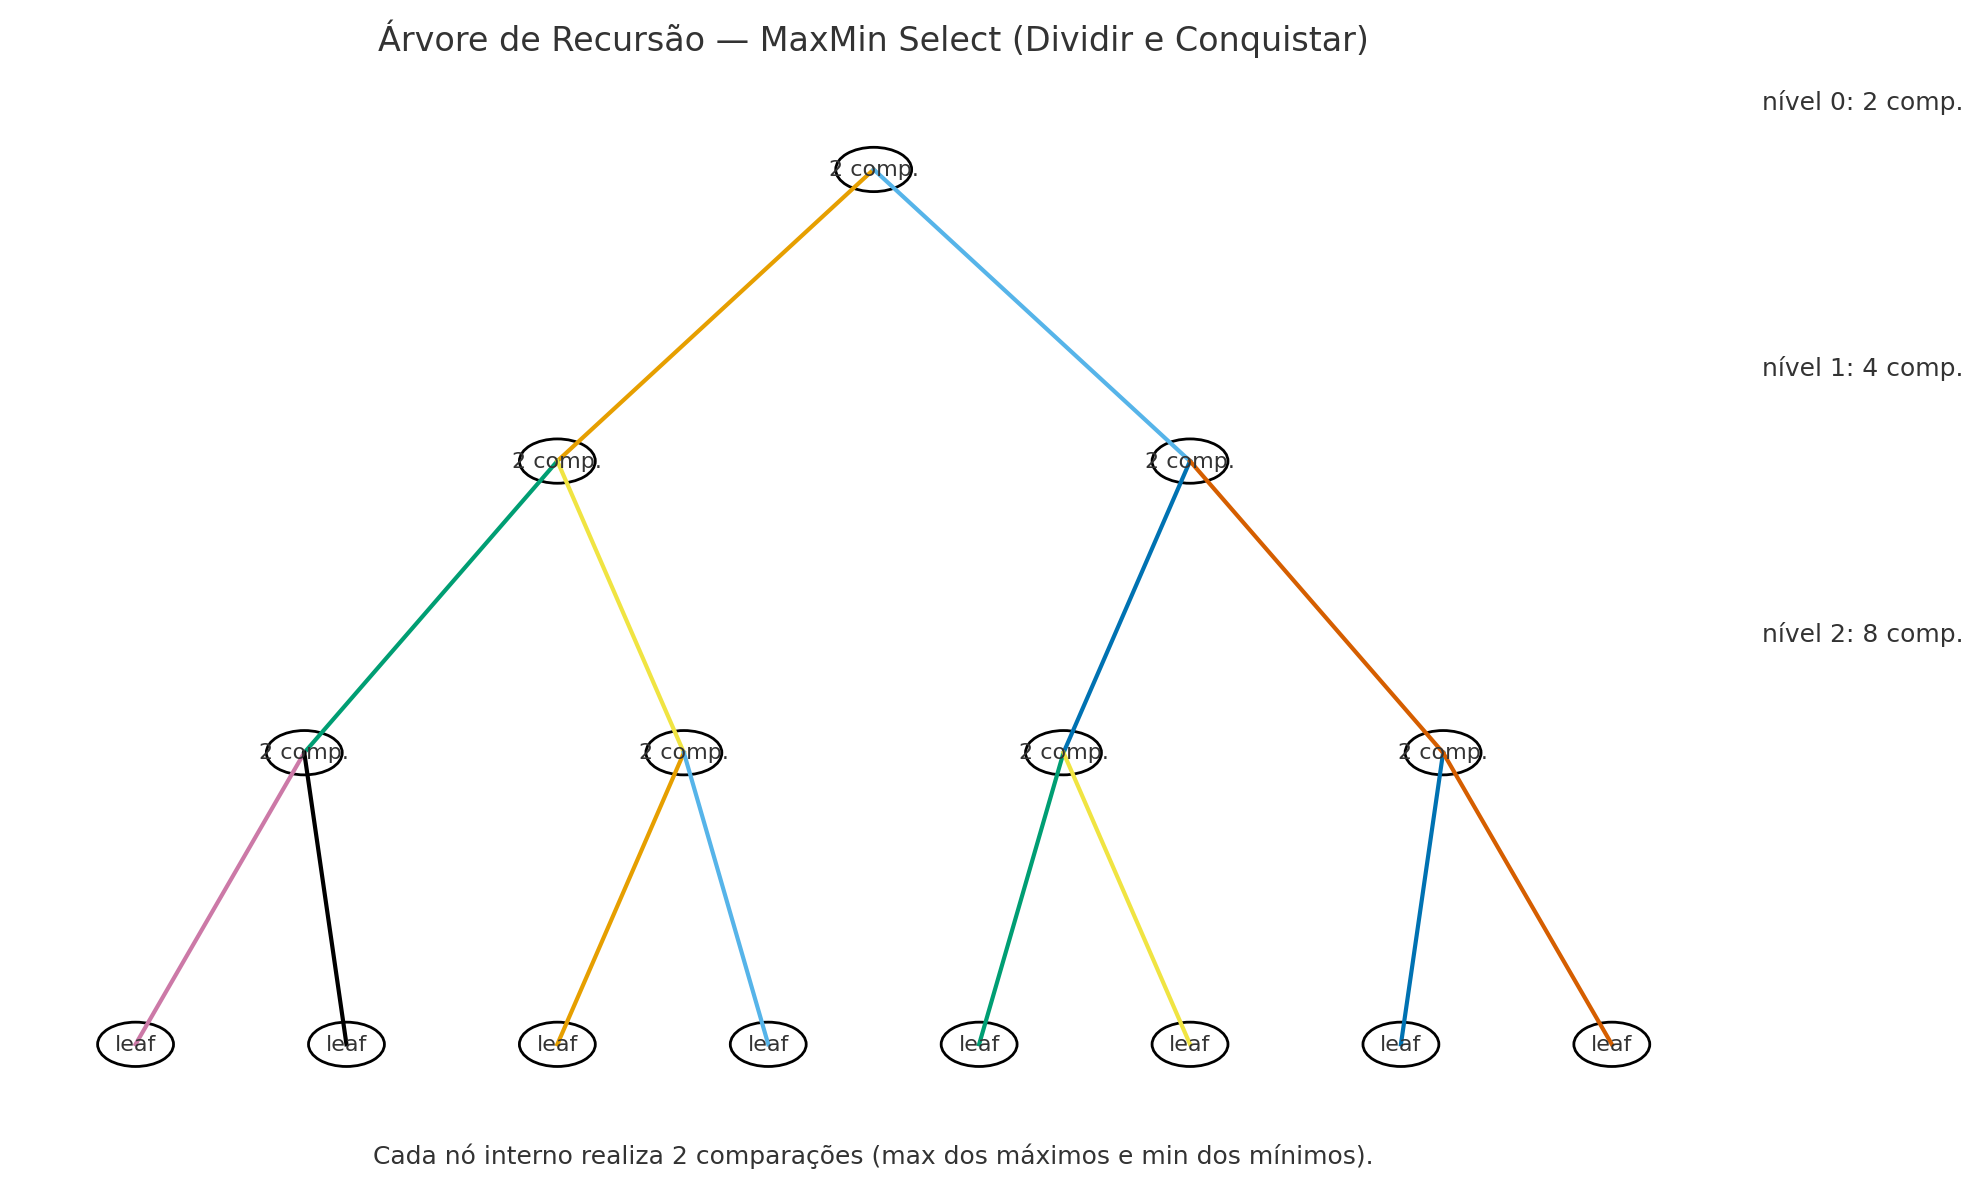 Árvore de Recursão — MaxMin Select (Dividir e Conquistar)
nível 0: 2 comp.
2 comp.
nível 1: 4 comp.
2 comp.
2 comp.
nível 2: 8 comp.
2 comp.
2 comp.
2 comp.
2 comp.
leaf
leaf
leaf
leaf
leaf
leaf
leaf
leaf
Cada nó interno realiza 2 comparações (max dos máximos e min dos mínimos).